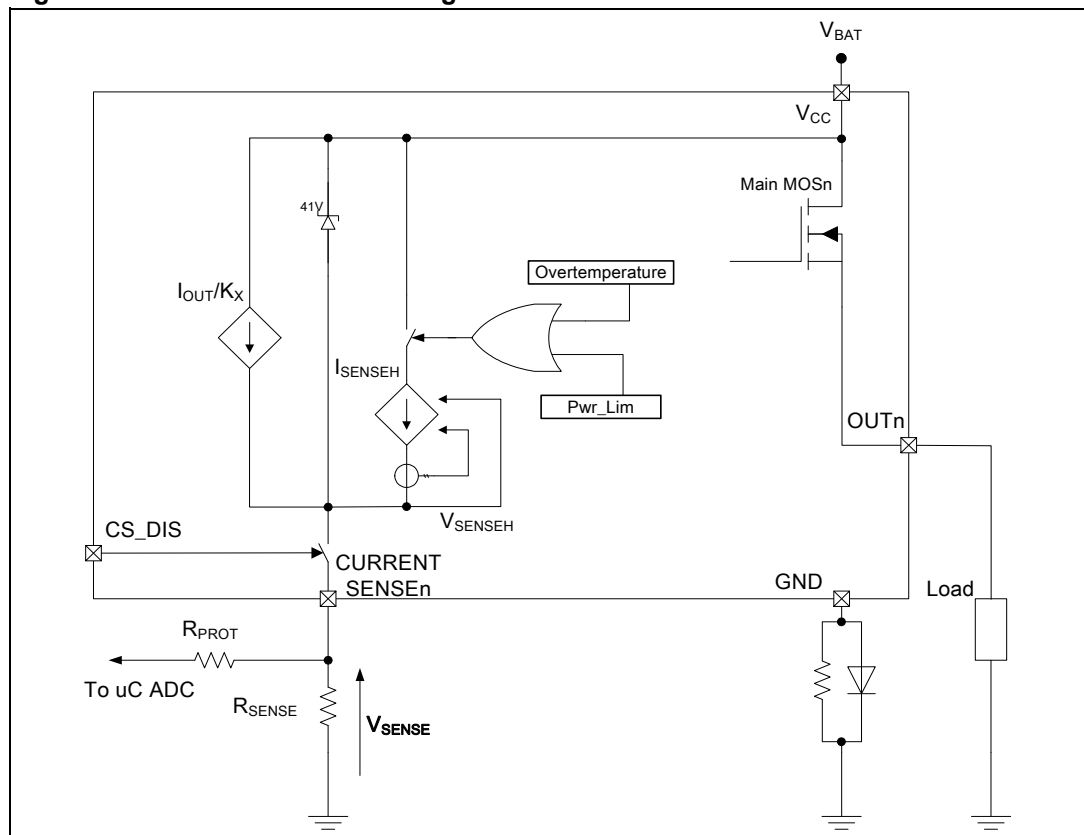 V_BAT
V_CC
Main MOSn
41V
Overtemperature
I_OUT/K_X
I_SENSEH
Pwr_Lim
OUTn
V_SENSEH
CS_DIS
CURRENT
SENSEn
GND
Load
R_PROT
To uC ADC
R_SENSE
V_SENSE